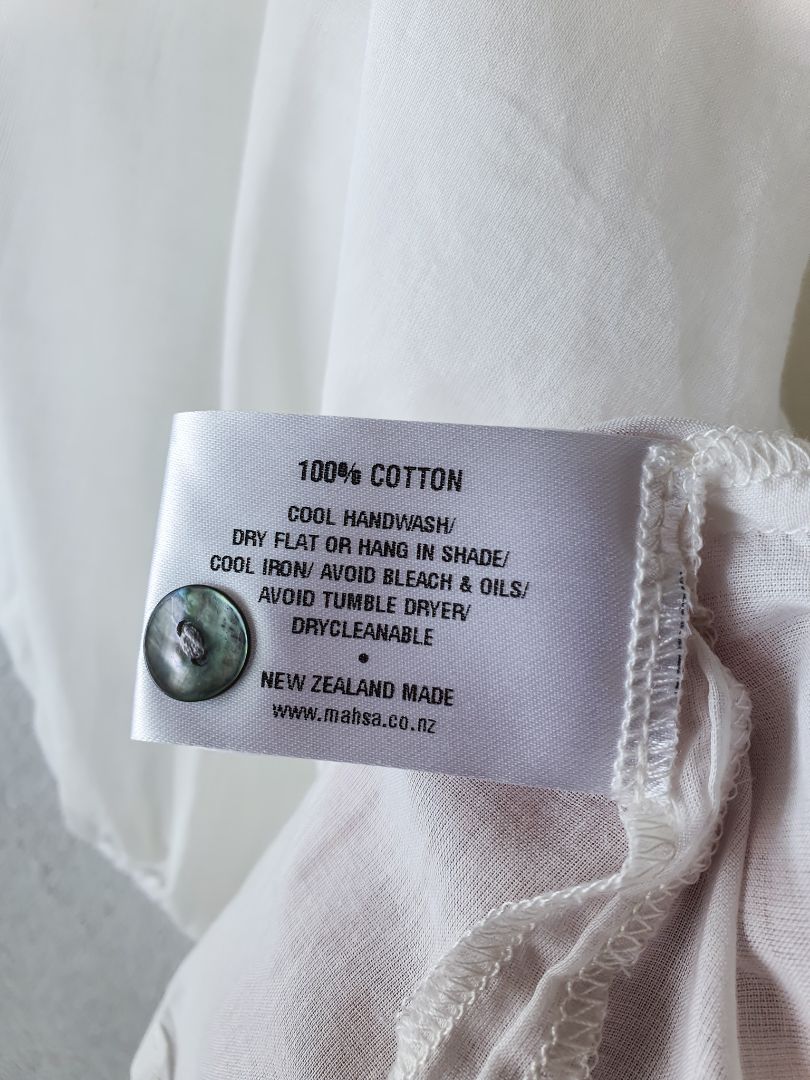 100% COTTON
COOL HANDWASH/
DRY FLAT OR HANG IN SHADE/
COOL IRON/ AVOID BLEACH & OILS/
AVOID TUMBLE DRYER/
DRYCLEANABLE
•
NEW ZEALAND MADE
www.mahsa.co.nz